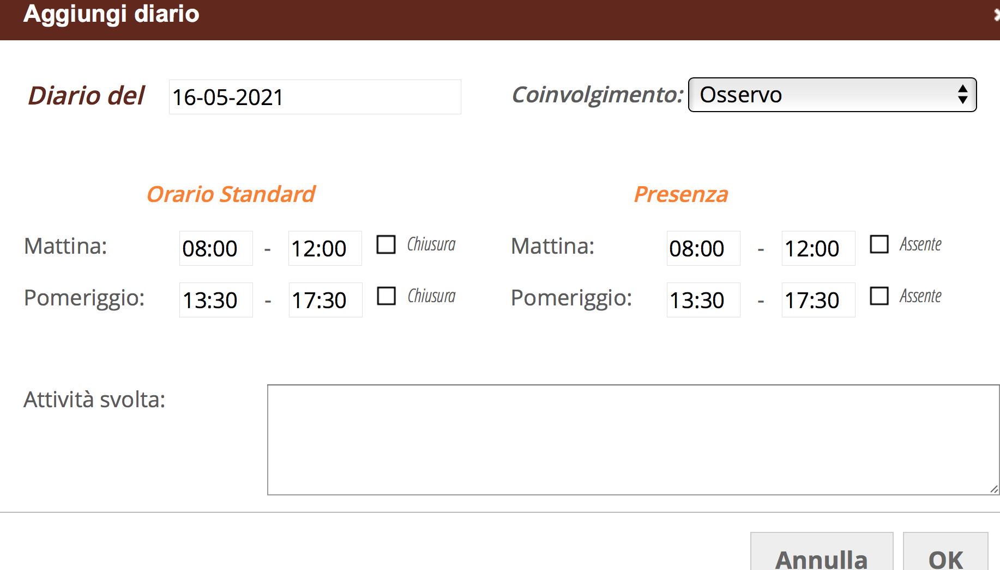 Aggiungi diario
Diario del 16-05-2021 Coinvolgimento: Osservo
Orario Standard Presenza
Mattina: 08:00 - 12:00 Chiusura Mattina: 08:00 - 12:00 Assente
Pomeriggio: 13:30 - 17:30 Chiusura Pomeriggio: 13:30 - 17:30 Assente
Attività svolta:
Annulla OK